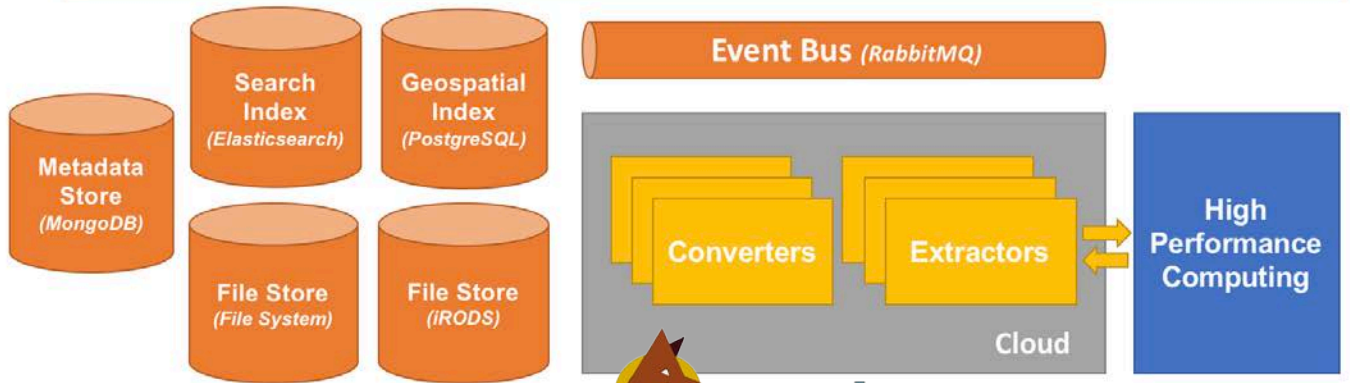 Metadata
Store
(MongoDB)
Search
Index
(Elasticsearch)
Geospatial
Index
(PostgreSQL)
File Store
(File System)
File Store
(iRODS)
Event Bus (RabbitMQ)
Converters
Extractors
Cloud
High
Performance
Computing